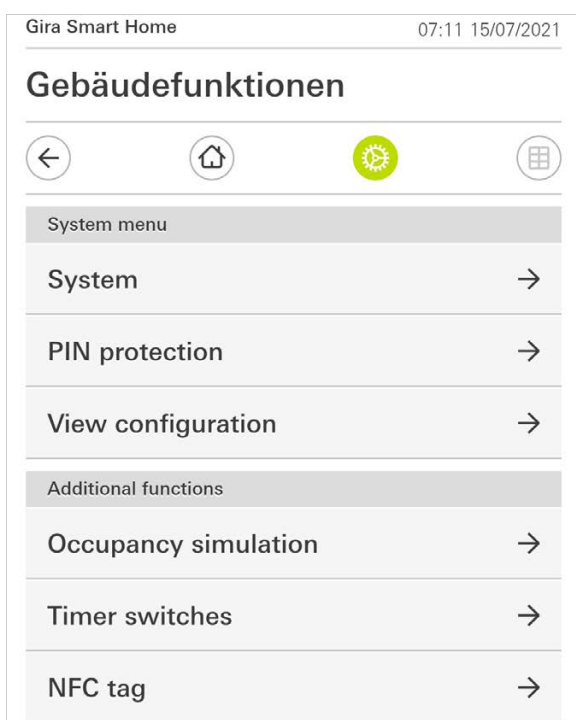 Gira Smart Home 07:11 15/07/2021
Gebäudefunktionen
System menu
System
PIN protection
View configuration
Additional functions
Occupancy simulation
Timer switches
NFC tag